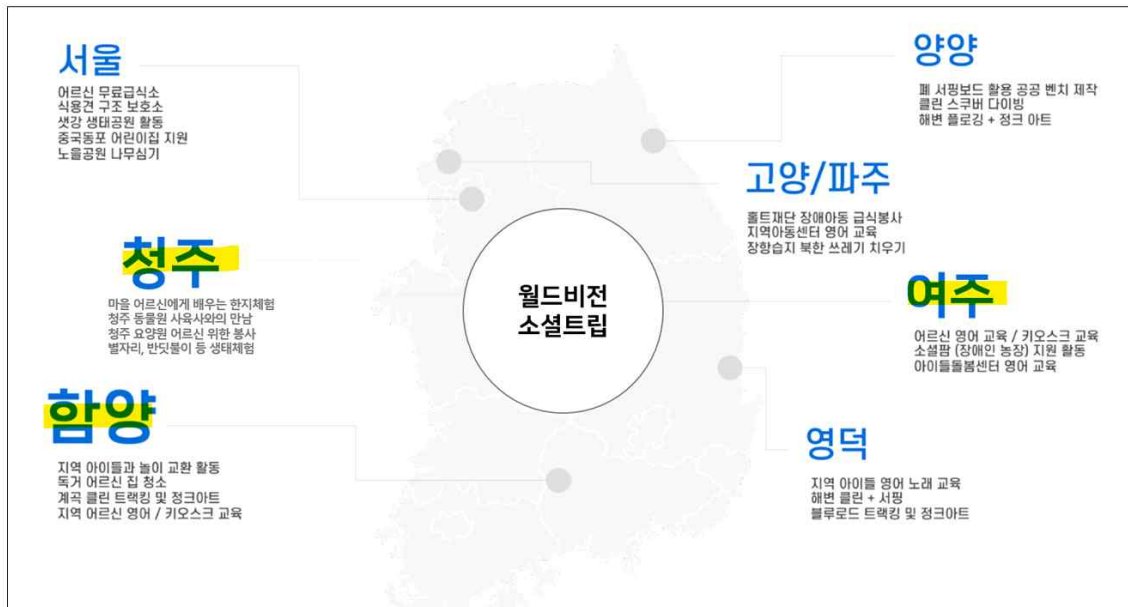 서울
어르신 무료급식소
식용견 구조 보호소
샛강 생태공원 활동
중국동포 어린이집 지원
노을공원 나무심기
양양
폐 서핑보드 활용 공공 벤치 제작
클린 스쿠버 다이빙
해변 플로깅 + 정크 아트
고양/파주
홀트재단 장애아동 급식봉사
지역아동센터 영어 교육
장항습지 북한 쓰레기 치우기
청주
마을 어르신에게 배우는 한지체험
청주 동물원 사육사와의 만남
청주 요양원 어르신 위한 봉사
별자리, 반딧불이 등 생태체험
월드비전
소셜트립
여주
어르신 영어 교육 / 키오스크 교육
소셜팜 (장애인 농장) 지원 활동
아이들돌봄센터 영어 교육
함양
지역 아이들과 놀이 교환 활동
독거 어르신 집 청소
계곡 클린 트랙킹 및 정크아트
지역 어르신 영어 / 키오스크 교육
영덕
지역 아이들 영어 노래 교육
해변 클린 + 서핑
블루로드 트랙킹 및 정크아트